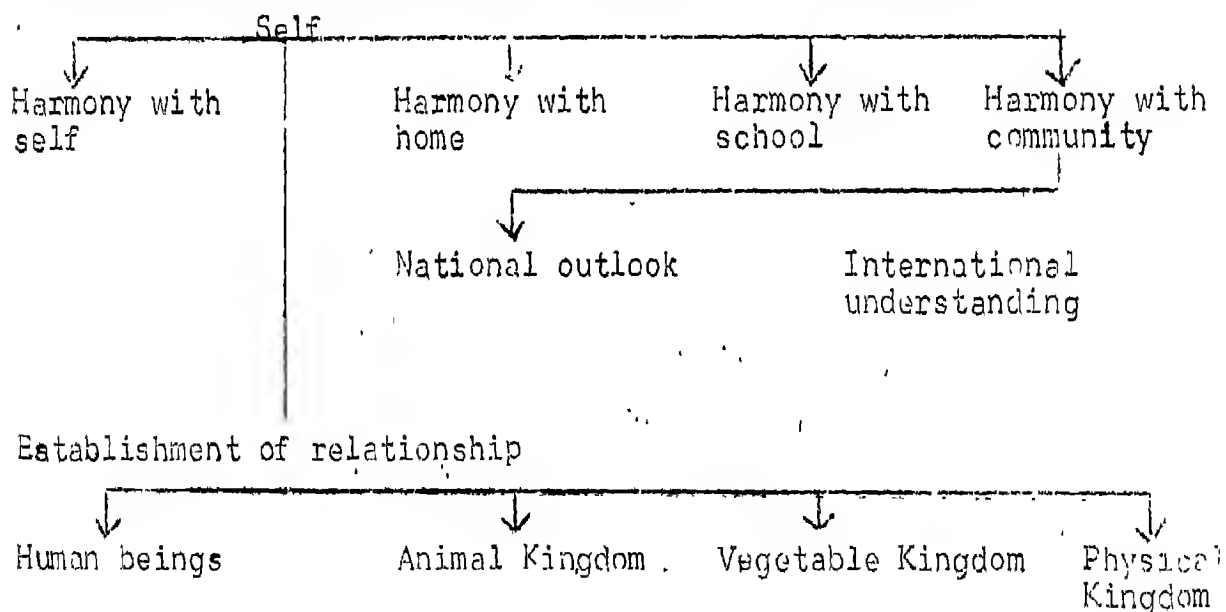 Self
Harmony with self
Harmony with home
Harmony with school
Harmony with community
National outlook
International understanding
Establishment of relationship
Human beings
Animal Kingdom.
Vegetable Kingdom
Physical Kingdom